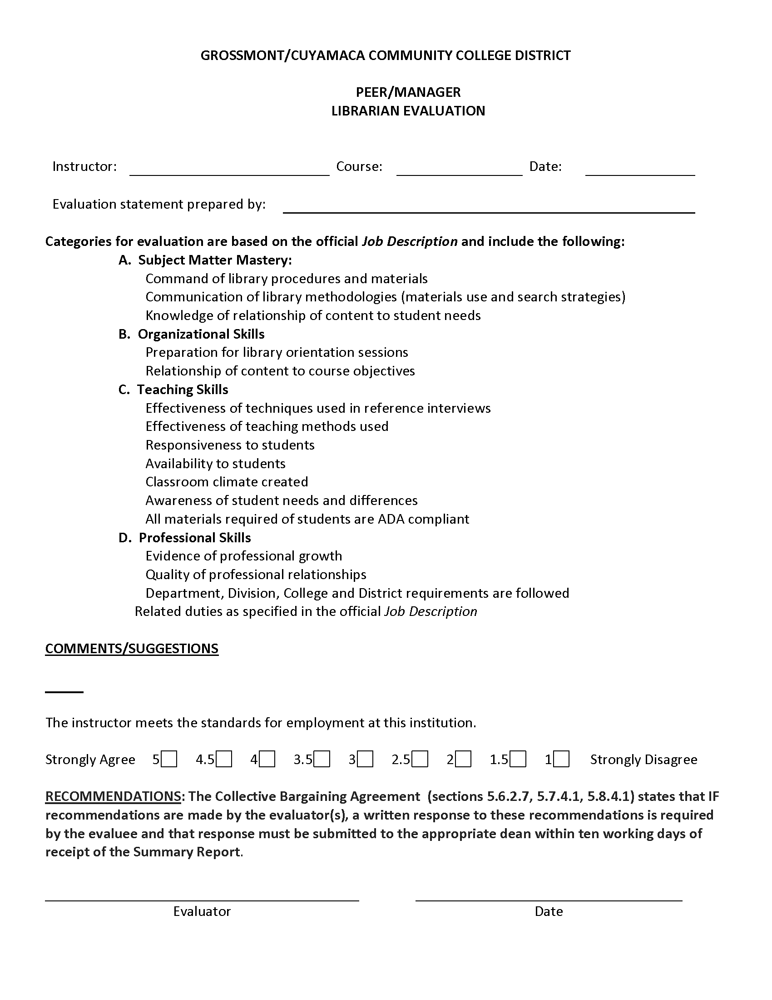 GROSSMONT/CUYAMACA COMMUNITY COLLEGE DISTRICT
PEER/MANAGER
LIBRARIAN EVALUATION
Instructor: Course: Date:
Evaluation statement prepared by:
Categories for evaluation are based on the official Job Description and include the following:
A. Subject Matter Mastery:
Command of library procedures and materials
Communication of library methodologies (materials use and search strategies)
Knowledge of relationship of content to student needs
B. Organizational Skills
Preparation for library orientation sessions
Relationship of content to course objectives
C. Teaching Skills
Effectiveness of techniques used in reference interviews
Effectiveness of teaching methods used
Responsiveness to students
Availability to students
Classroom climate created
Awareness of student needs and differences
All materials required of students are ADA compliant
D. Professional Skills
Evidence of professional growth
Quality of professional relationships
Department, Division, College and District requirements are followed
Related duties as specified in the official Job Description
COMMENTS/SUGGESTIONS
The instructor meets the standards for employment at this institution.
Strongly Agree 5☐ 4.5☐ 4☐ 3.5☐ 3☐ 2.5☐ 2☐ 1.5☐ 1☐ Strongly Disagree
RECOMMENDATIONS: The Collective Bargaining Agreement (sections 5.6.2.7, 5.7.4.1, 5.8.4.1) states that IF
recommendations are made by the evaluator(s), a written response to these recommendations is required
by the evaluee and that response must be submitted to the appropriate dean within ten working days of
receipt of the Summary Report.
Evaluator Date